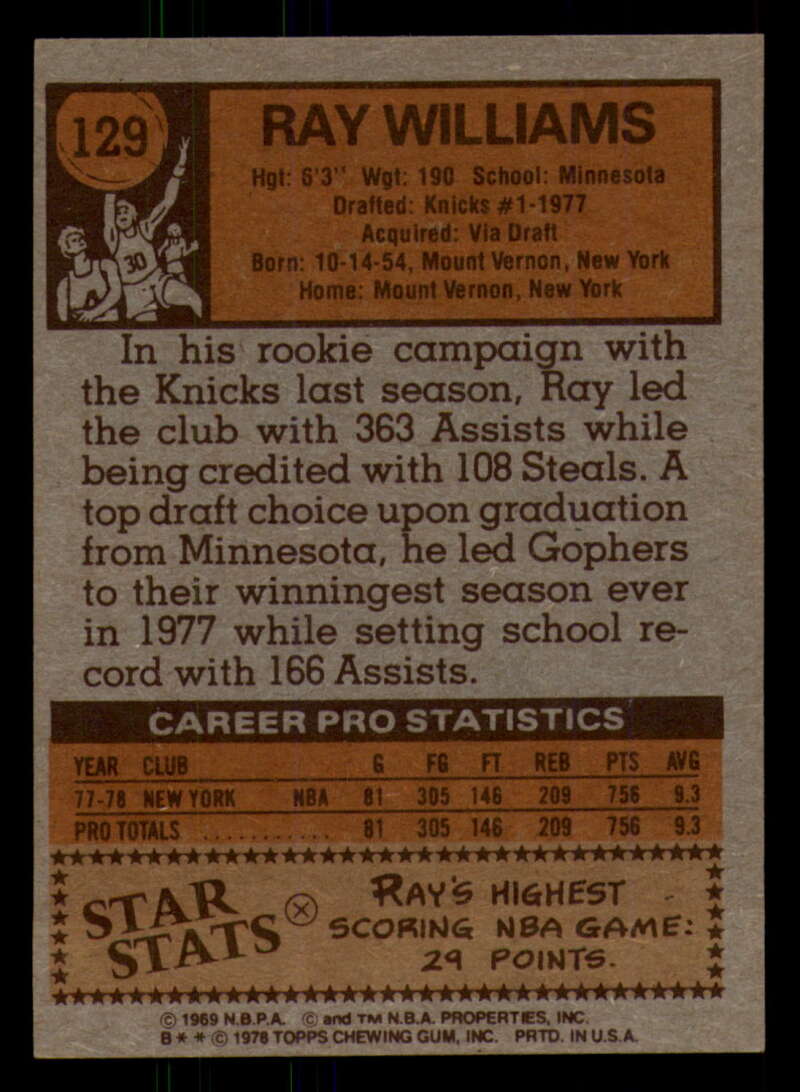 129
30
RAY WILLIAMS
Hgt: 6'3" Wgt: 190 School: Minnesota
Drafted: Knicks #1-1977
Acquired: Via Draft
Born: 10-14-54, Mount Vernon, New York
Home: Mount Vernon, New York
In his rookie campaign with
the Knicks last season, Ray led
the club with 363 Assists while
being credited with 108 Steals. A
top draft choice upon graduation
from Minnesota, he led Gophers
to their winningest season ever
in 1977 while setting school re-
cord with 166 Assists.
CAREER PRO STATISTICS
YEAR CLUB G FG FT REB PTS AVG
77-78 NEW YORK NBA 81 305 146 209 756 9.3
PRO TOTALS ........... 81 305 146 209 756 9.3
STAR
STATS
RAY'S HIGHEST
SCORING NBA GAME:
29 POINTS.
© 1969 N.B.P.A. © and TM N.B.A. PROPERTIES, INC.
B * * © 1978 TOPPS CHEWING GUM, INC. PRTD. IN U.S.A.